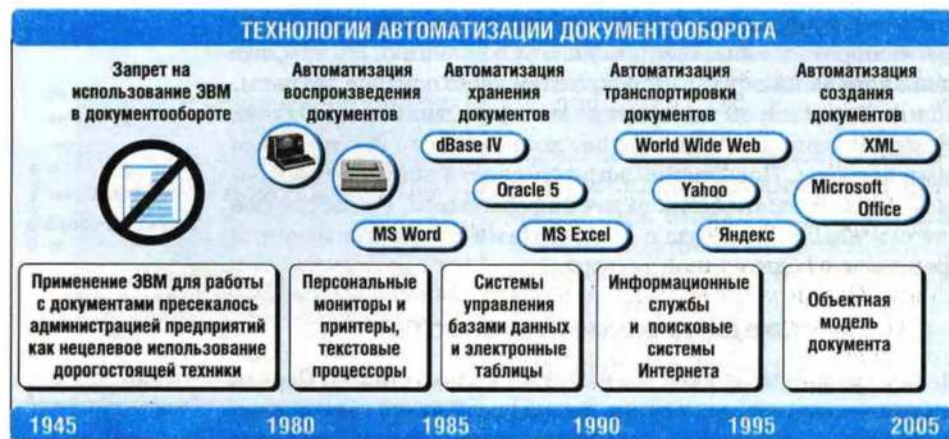 ТЕХНОЛОГИИ АВТОМАТИЗАЦИИ ДОКУМЕНТООБОРОТА
Запрет на
использование ЭВМ
в документообороте
Автоматизация
воспроизведения
документов
Автоматизация
хранения
документов
Автоматизация
транспортировки
документов
Автоматизация
создания
документов
dBase IV
World Wide Web
XML
Oracle 5
Yahoo
Microsoft
Office
MS Word
MS Excel
Яндекс
Применение ЭВМ для работы
с документами пресекалось
администрацией предприятий
как нецелевое использование
дорогостоящей техники
Персональные
мониторы и
принтеры,
текстовые
процессоры
Системы
управления
базами данных
и электронные
таблицы
Информационные
службы
и поисковые
системы
Интернета
Объектная
модель
документа
1945 1980 1985 1990 1995 2005